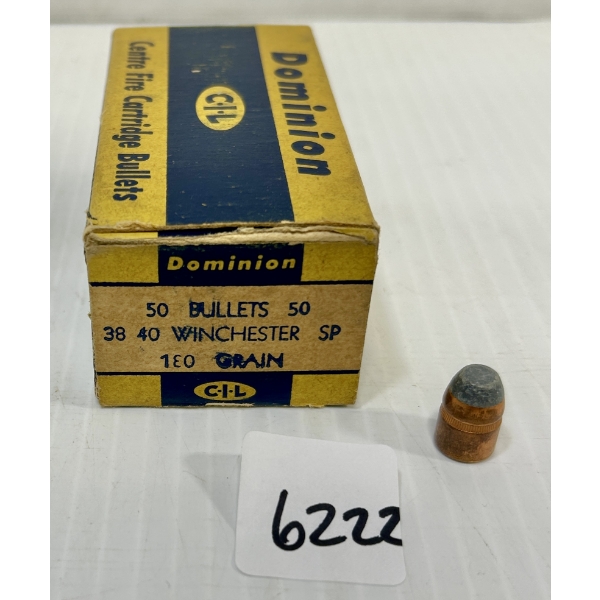 Dominion
C-I-L
Centre Fire Cartridge Bullets
Dominion
50 BULLETS 50
38 40 WINCHESTER SP
180 GRAIN
C-I-L
6222